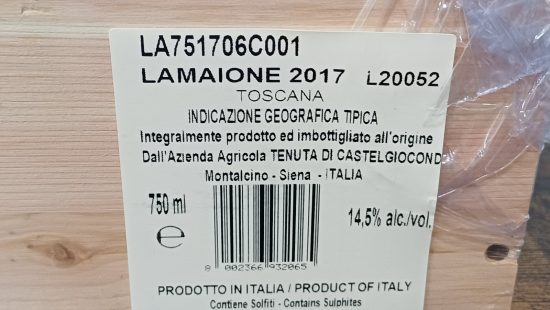 LA751706C001
LAMAIONE 2017 L20052
TOSCANA
INDICAZIONE GEOGRAFICA TIPICA
Integralmente prodotto ed imbottigliato all'origine
Dall'Azienda Agricola TENUTA DI CASTELGIOCOND
Montalcino - Siena - ITALIA
750 ml
14,5% alc./vol.
e
8 002366 932065
PRODOTTO IN ITALIA / PRODUCT OF ITALY
Contiene Solfiti - Contains Sulphites